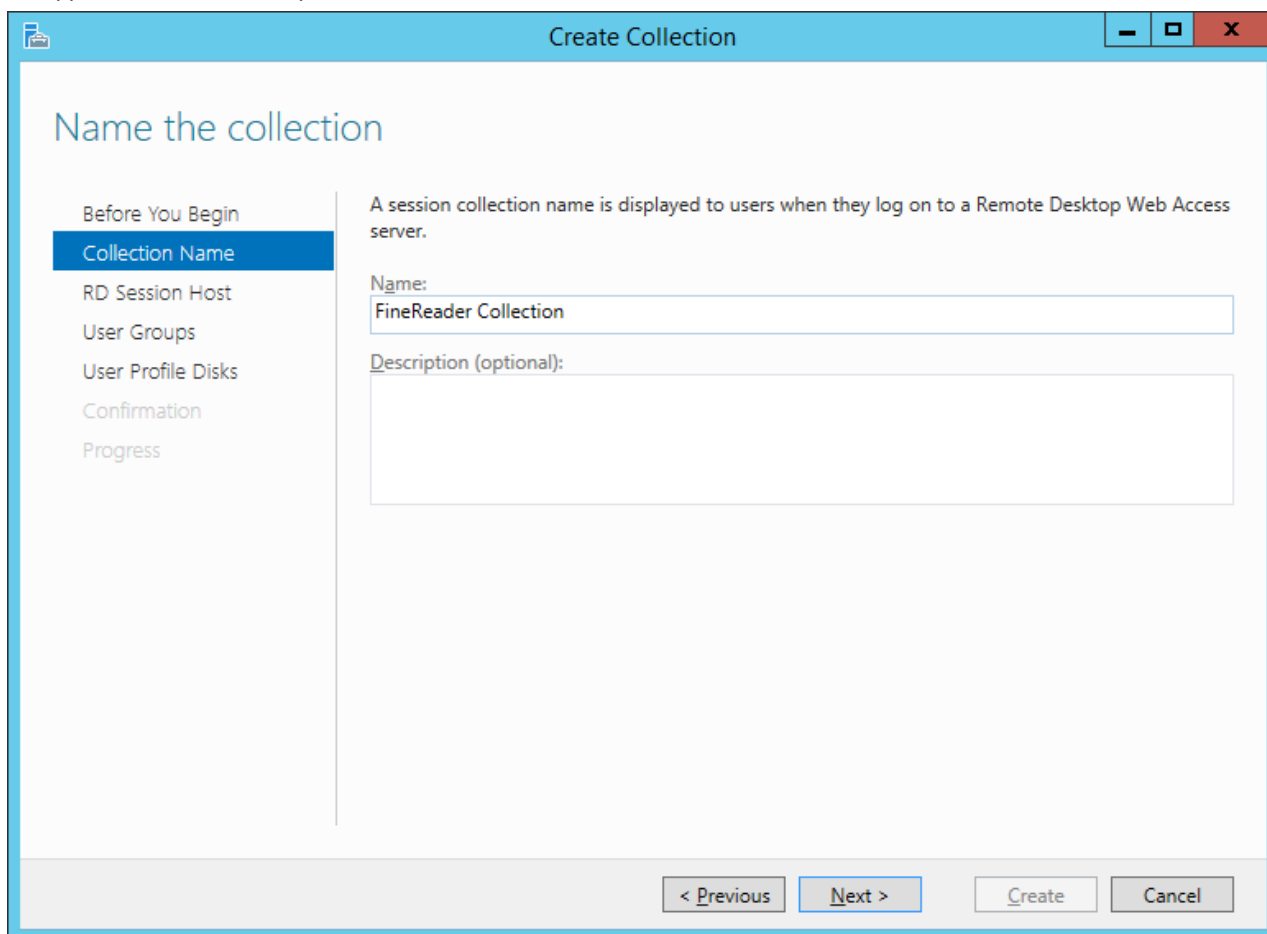 Create Collection
Name the collection
Before You Begin
Collection Name
RD Session Host
User Groups
User Profile Disks
Confirmation
Progress
A session collection name is displayed to users when they log on to a Remote Desktop Web Access
server.
Name:
FineReader Collection
Description (optional):
< Previous
Next >
Create
Cancel